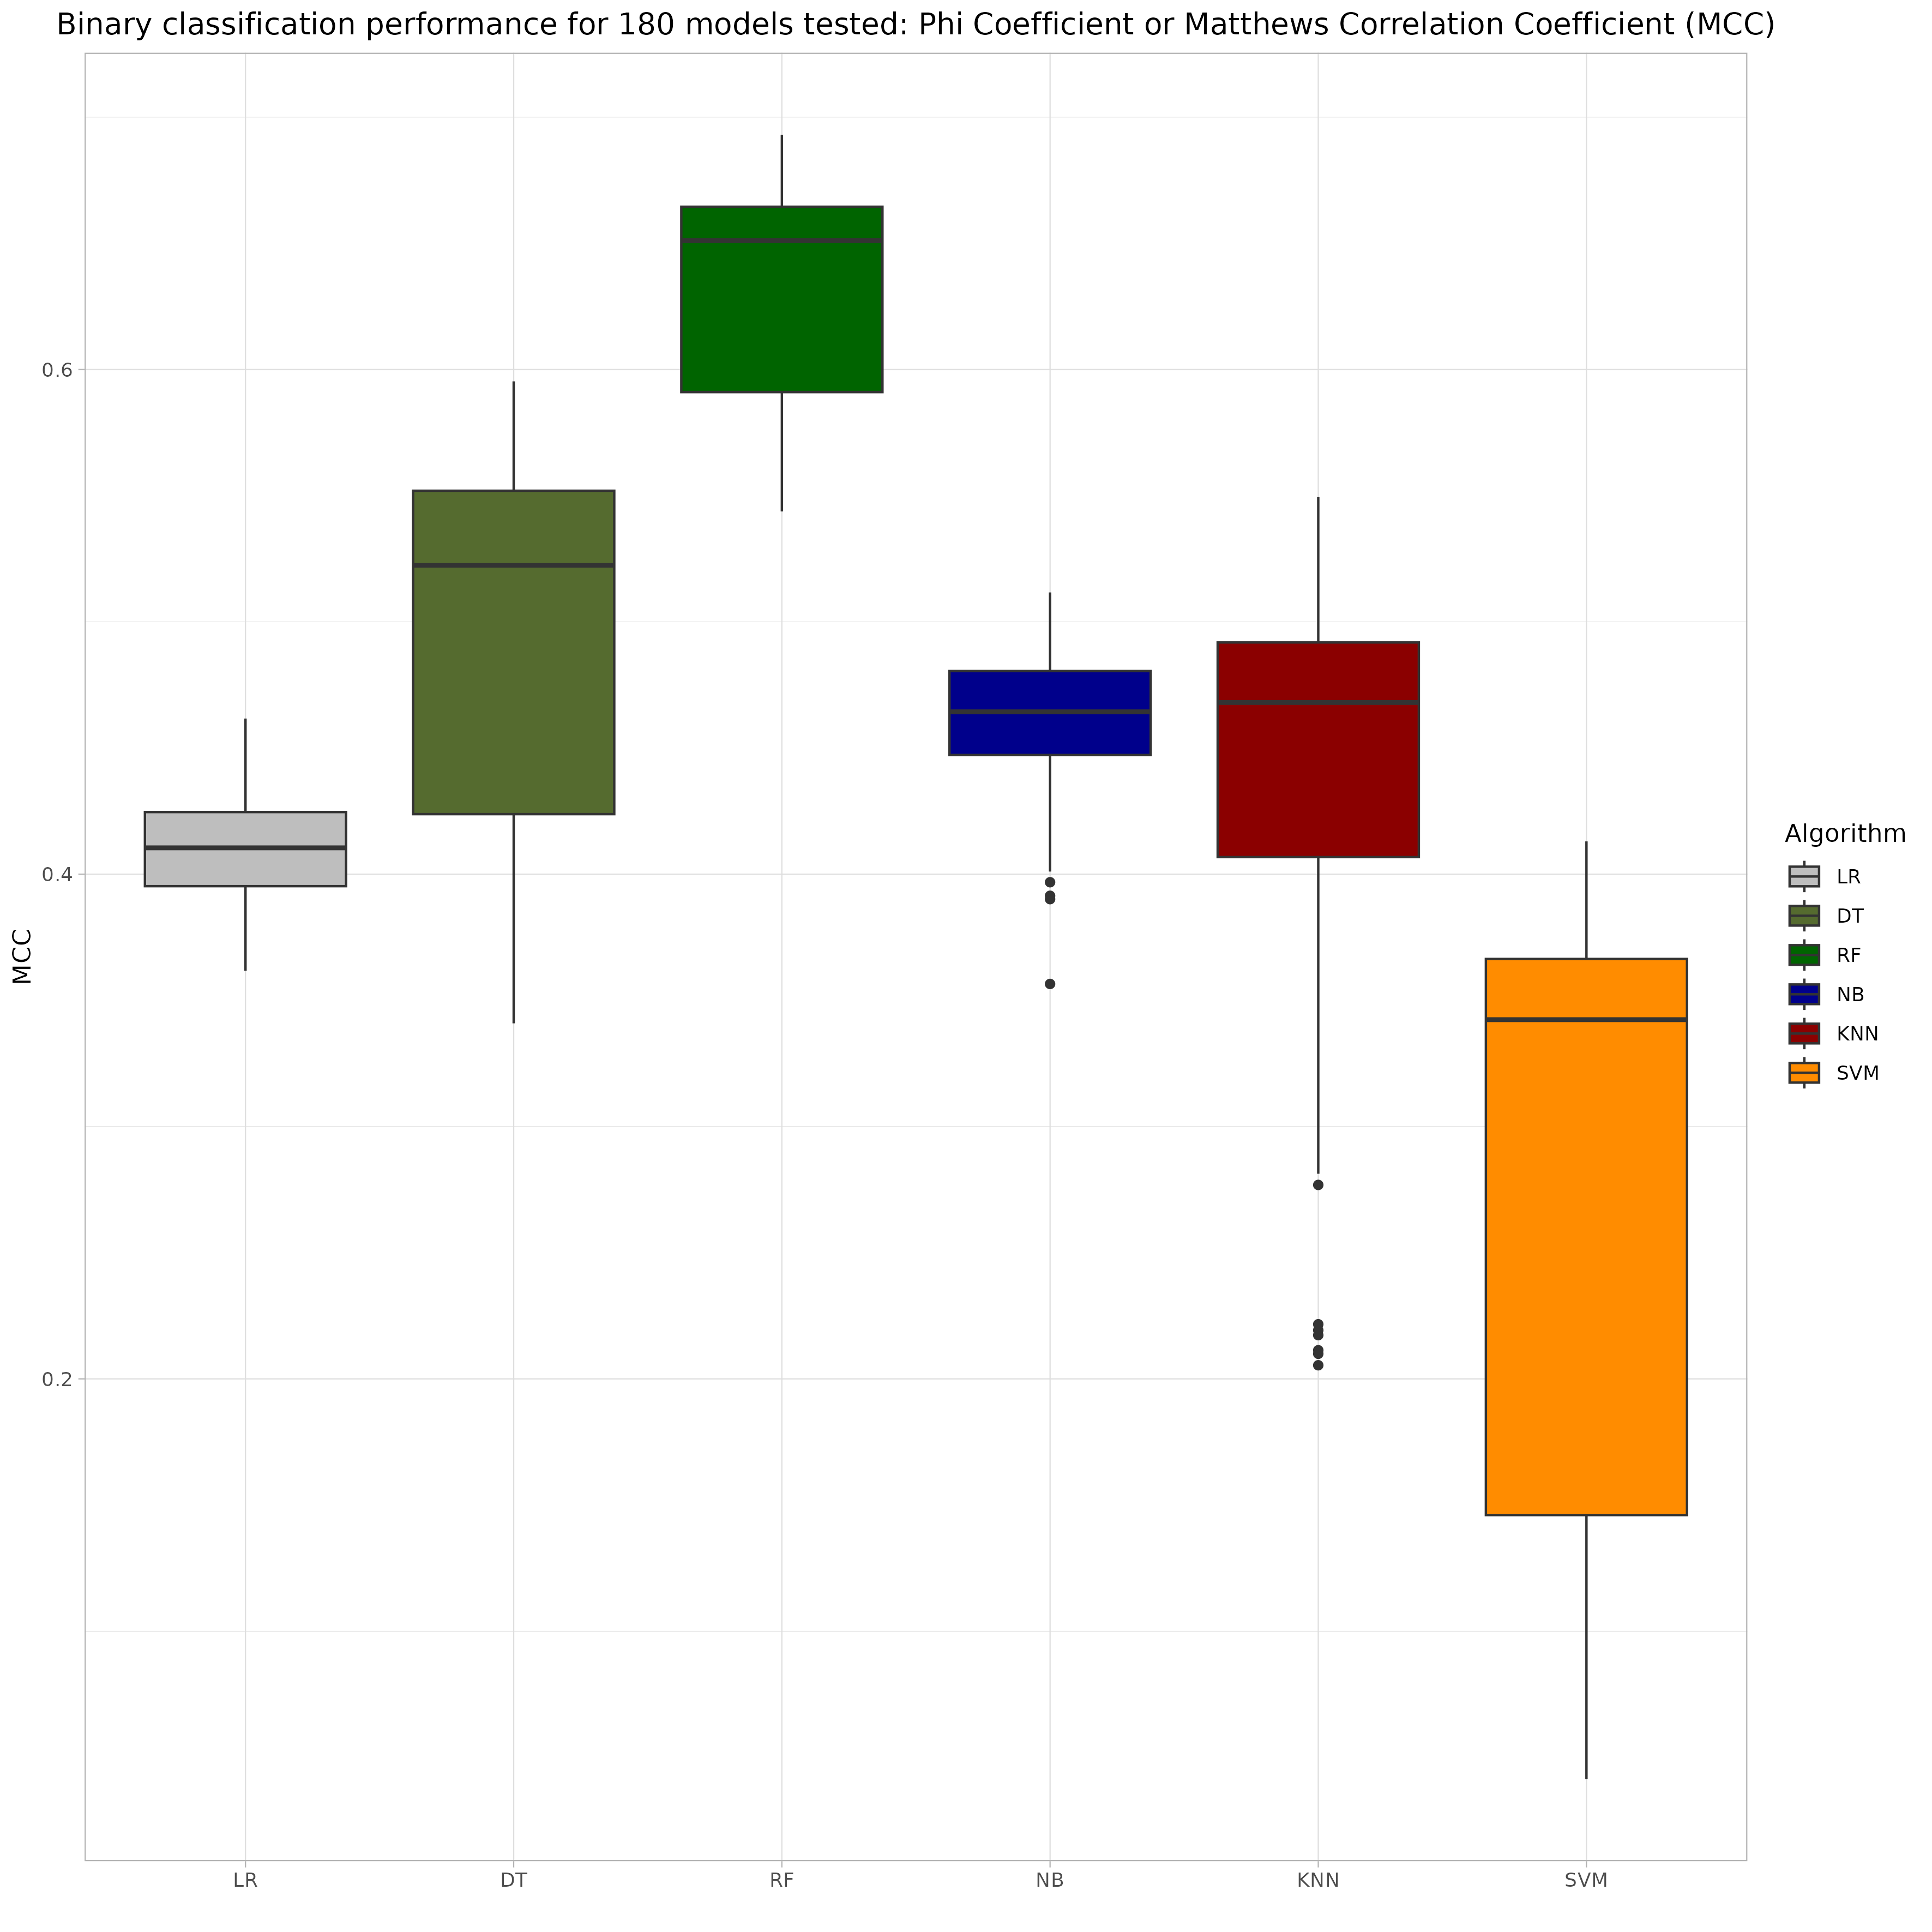 Binary classification performance for 180 models tested: Phi Coefficient or Matthews Correlation Coefficient (MCC)
MCC
0.6
0.4
0.2
LR
DT
RF
NB
KNN
SVM
Algorithm
LR
DT
RF
NB
KNN
SVM